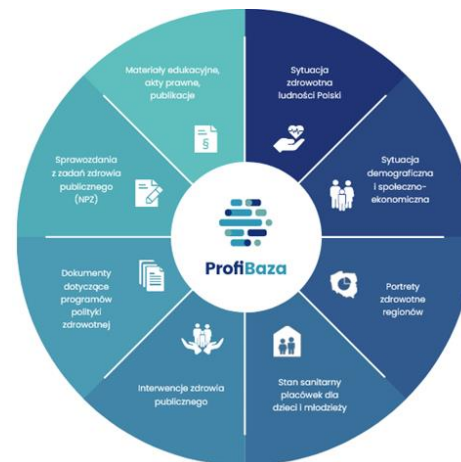 Materiały edukacyjne,
akty prawne,
publikacje
§
Sytuacja
zdrowotna
ludności Polski
Sytuacja
demograficzna
i społeczno-
ekonomiczna
Portrety
zdrowotne
regionów
Stan sanitarny
placówek dla
dzieci i młodzieży
Interwencje zdrowia
publicznego
Dokumenty
dotyczące
programów
polityki
zdrowotnej
Sprawozdania
z zadań zdrowia
publicznego
(NPZ)
ProfiBaza